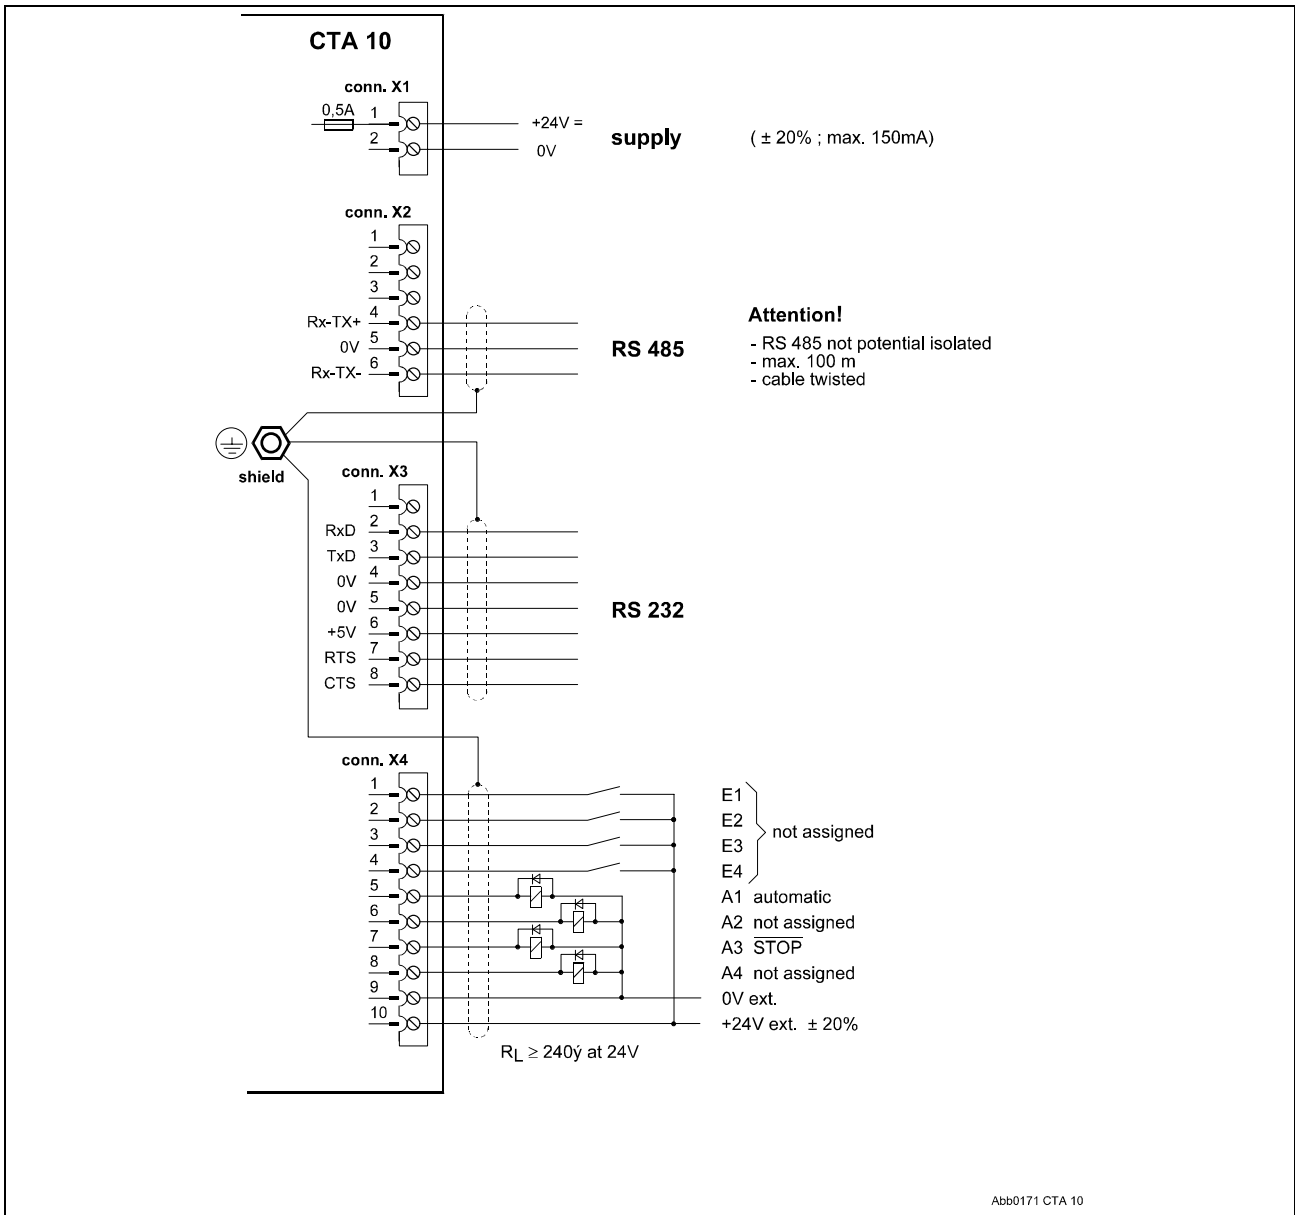 CTA 10
conn. X1
0,5A
1
+24V =
2
0V
supply
( ± 20% ; max. 150mA)
conn. X2
1
2
3
4
Rx-TX+
5
0V
6
Rx-TX-
RS 485
Attention!
- RS 485 not potential isolated
- max. 100 m
- cable twisted
shield
conn. X3
1
RxD 2
TxD 3
0V 4
0V 5
+5V 6
RTS 7
CTS 8
RS 232
conn. X4
1
2
3
4
5
6
7
8
9
10
E1
E2
E3
E4
not assigned
A1 automatic
A2 not assigned
A3 STOP
A4 not assigned
0V ext.
+24V ext. ± 20%
RL ≥ 240ý at 24V
Abb0171 CTA 10